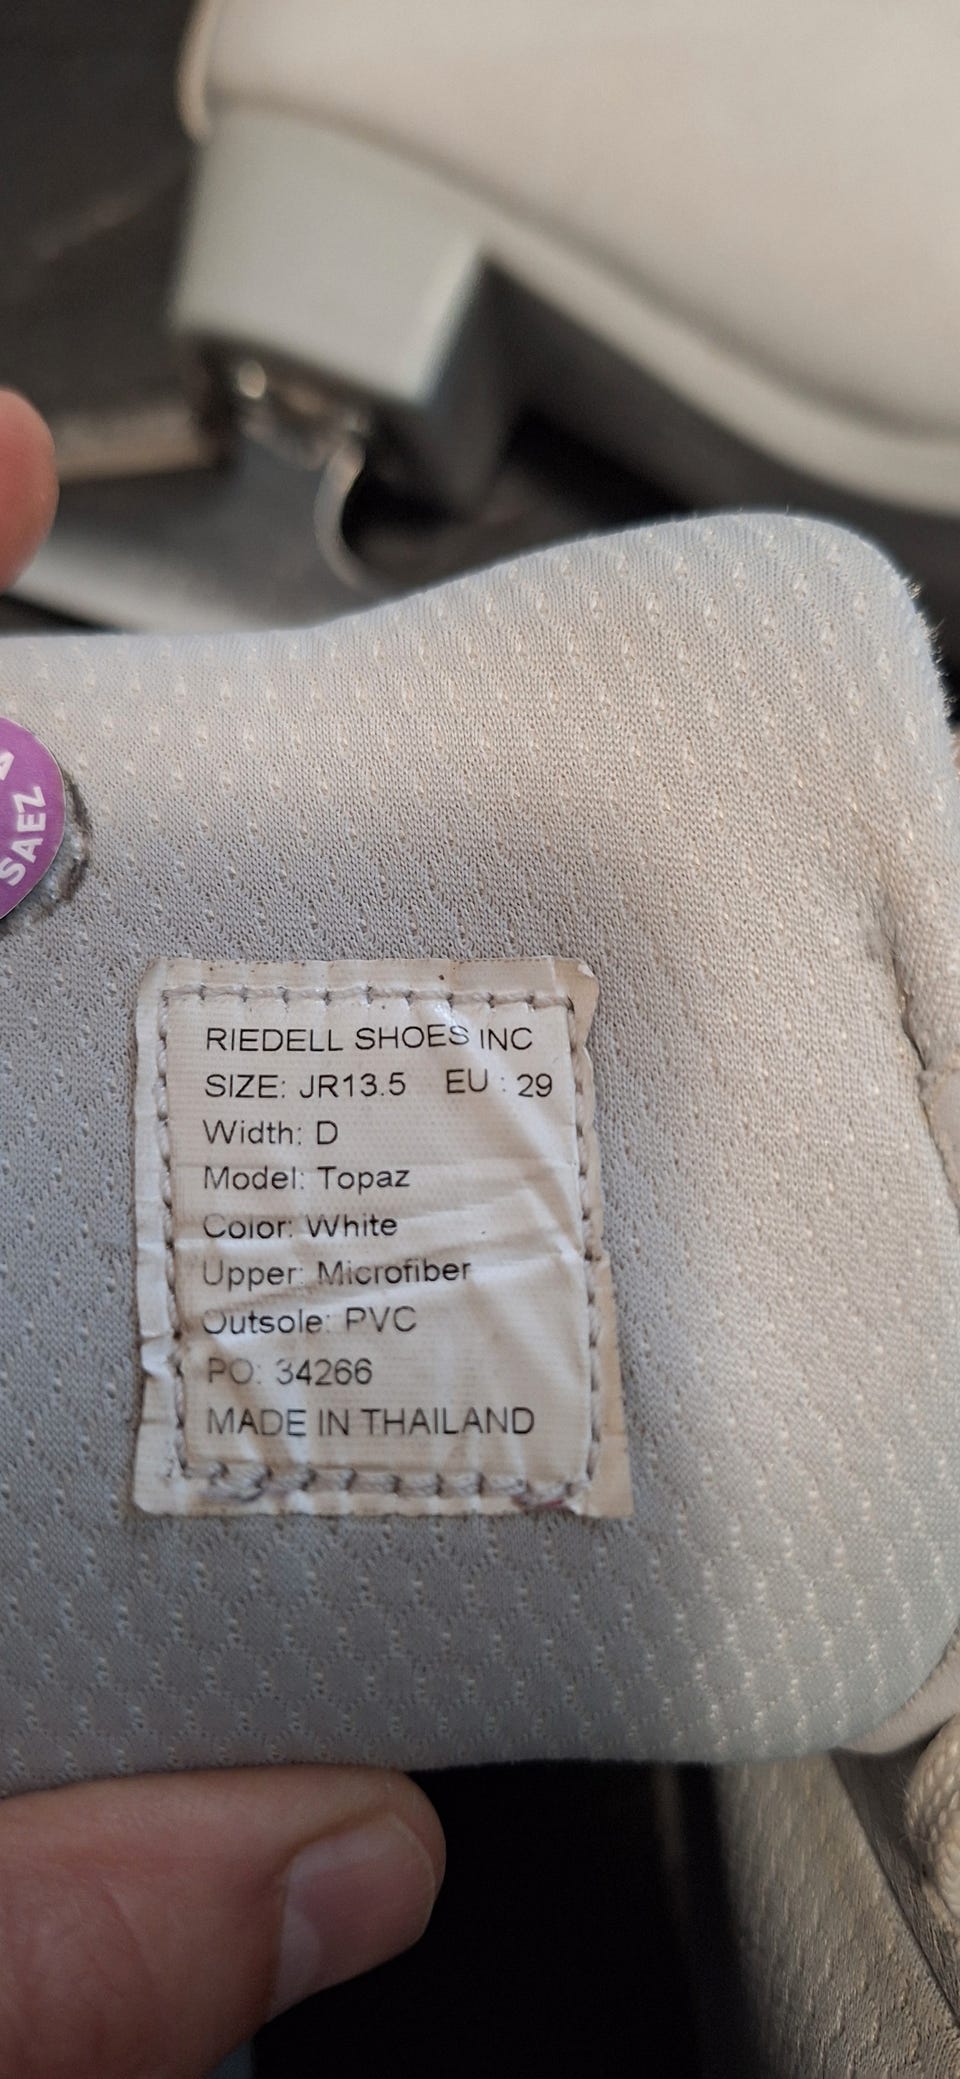 SAEZ
RIEDELL SHOES INC
SIZE: JR13.5 EU : 29
Width: D
Model: Topaz
Color: White
Upper: Microfiber
Outsole: PVC
PO: 34266
MADE IN THAILAND